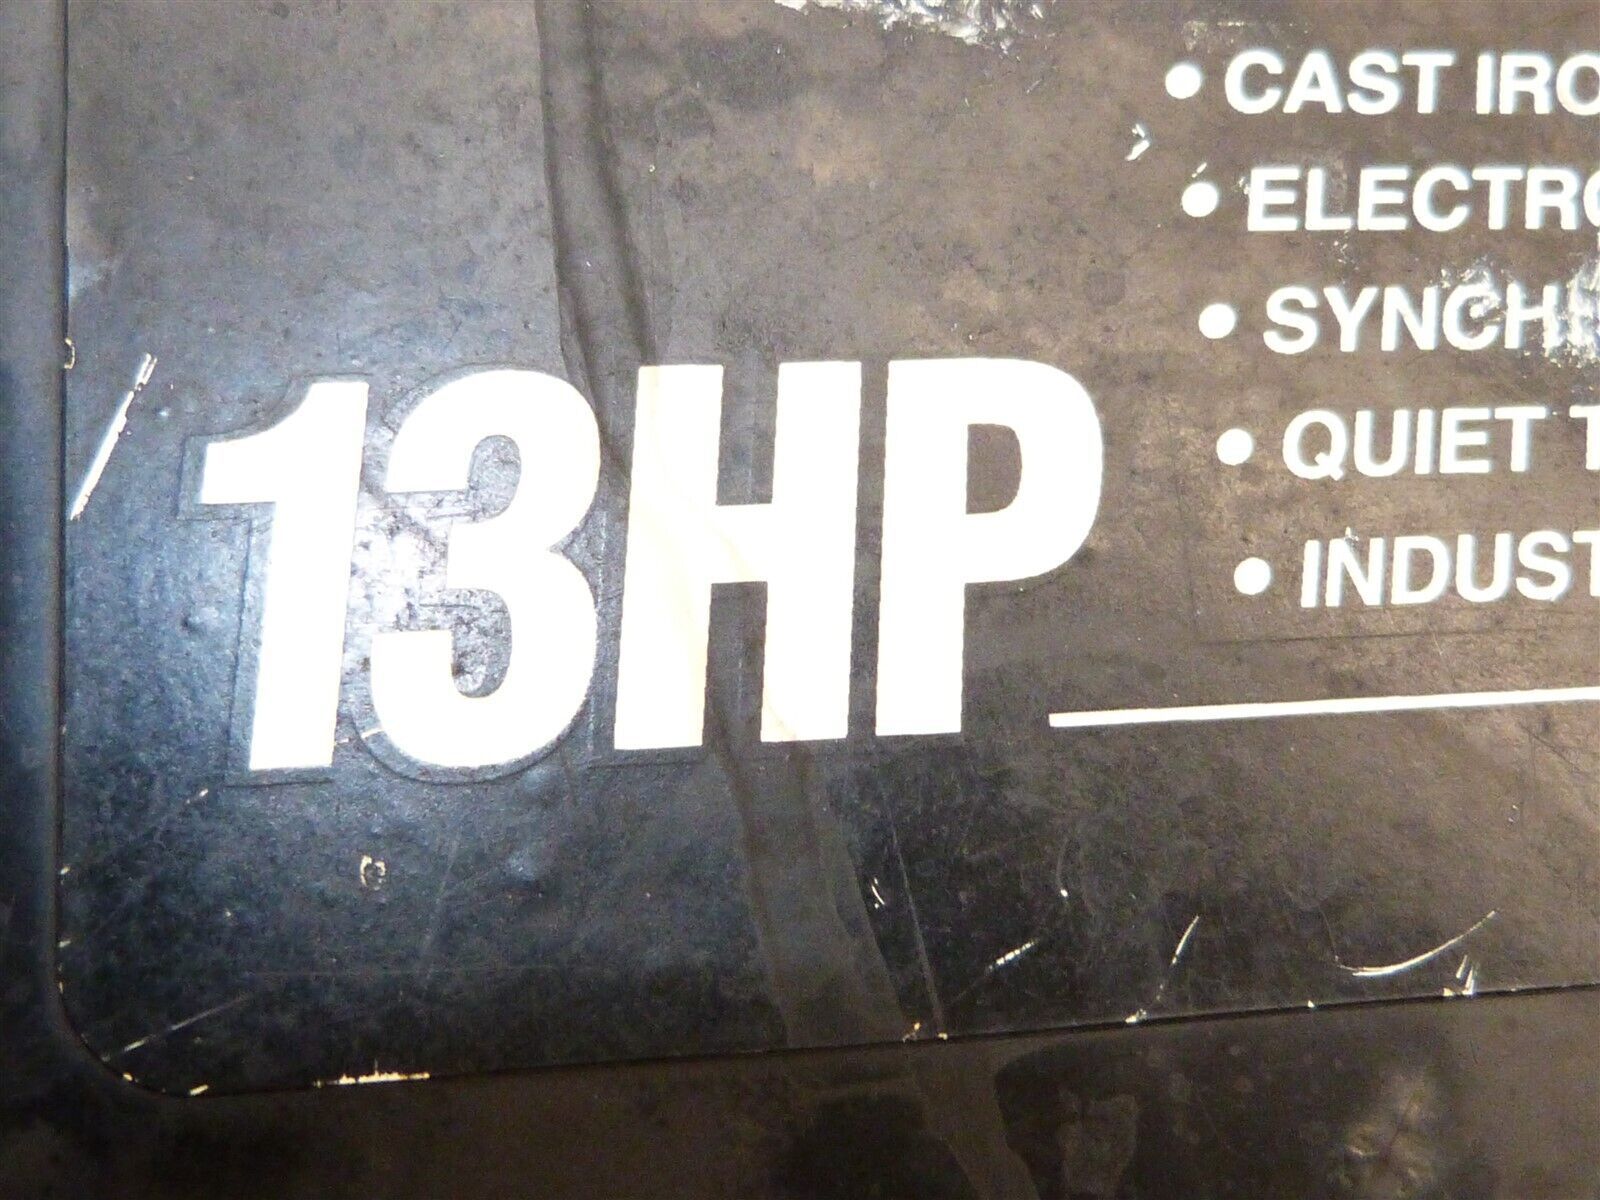 • CAST IRO
• ELECTRO
• SYNCH
• QUIET T
• INDUST
13HP